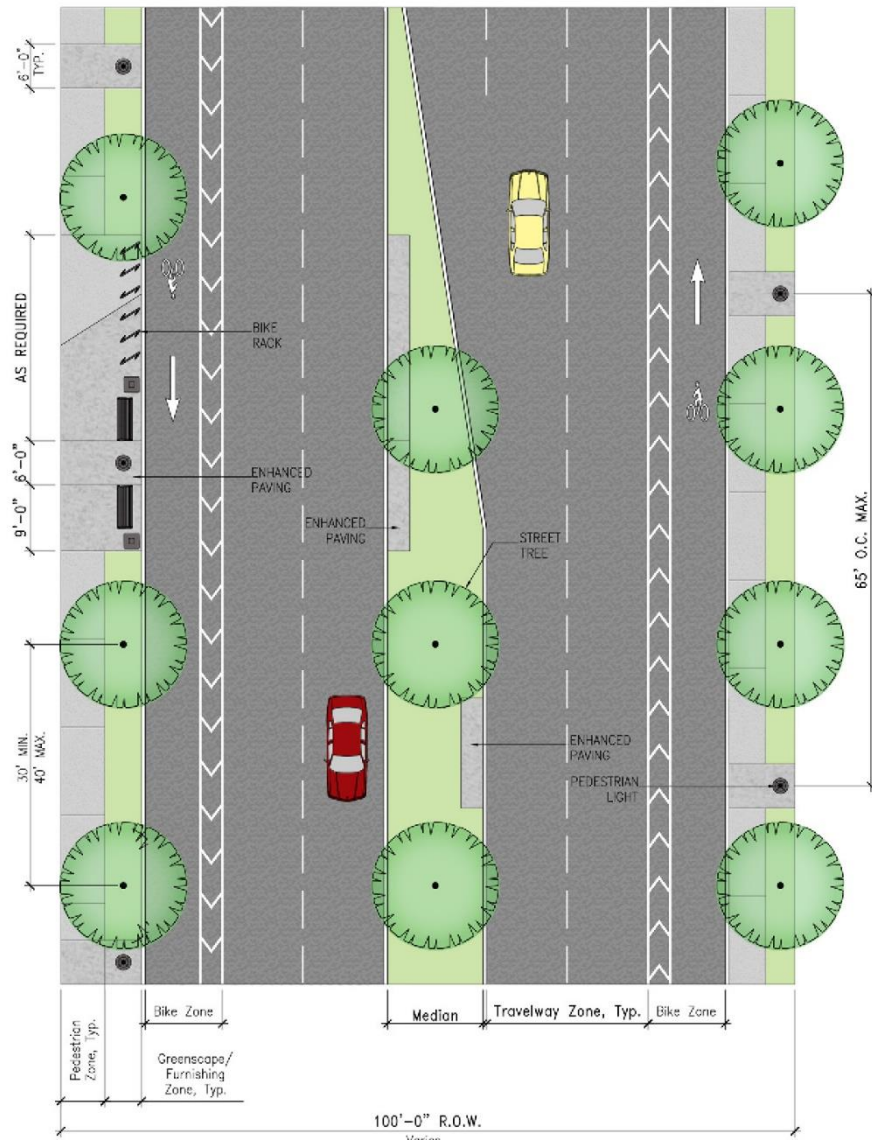 6'-0"
TYP.
AS REQUIRED
BIKE
RACK
6'-0"
ENHANCED
PAVING
9'-0"
ENHANCED
PAVING
STREET
TREE
65' O.C. MAX.
30' MIN.
40' MAX.
ENHANCED
PAVING
PEDESTRIAN
LIGHT
Pedestrian
Zone, Typ.
Bike Zone
Greenscape/
Furnishing
Zone, Typ.
Median
Travelway Zone, Typ.
Bike Zone
100'-0" R.O.W.
Varies